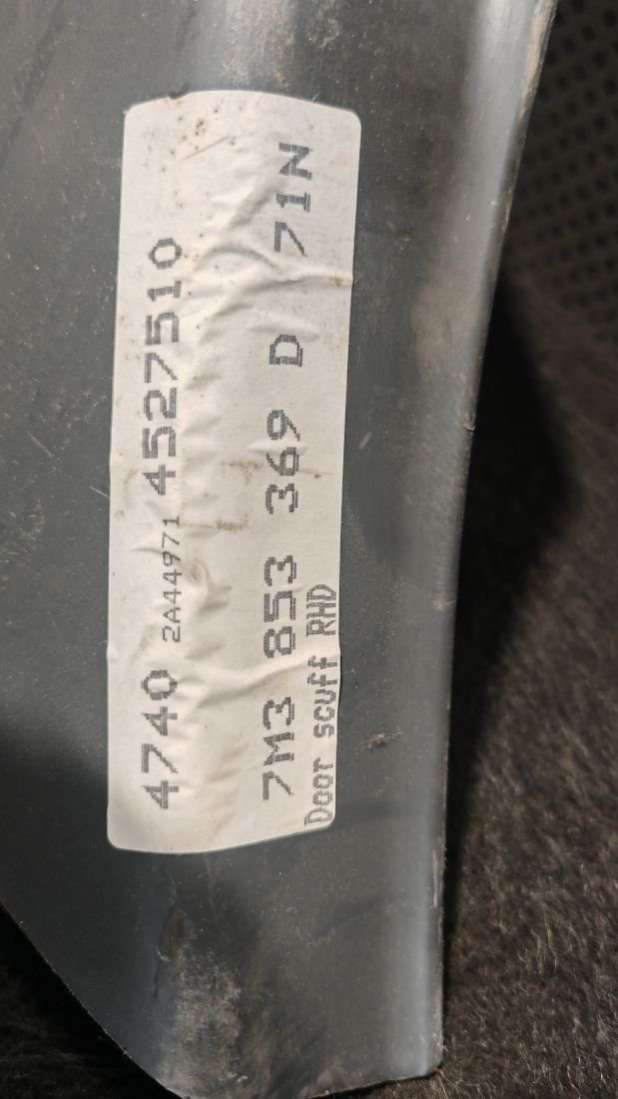 4740 2A44971 4527510
7M3 853 369 D 71N
Door scuff RHD